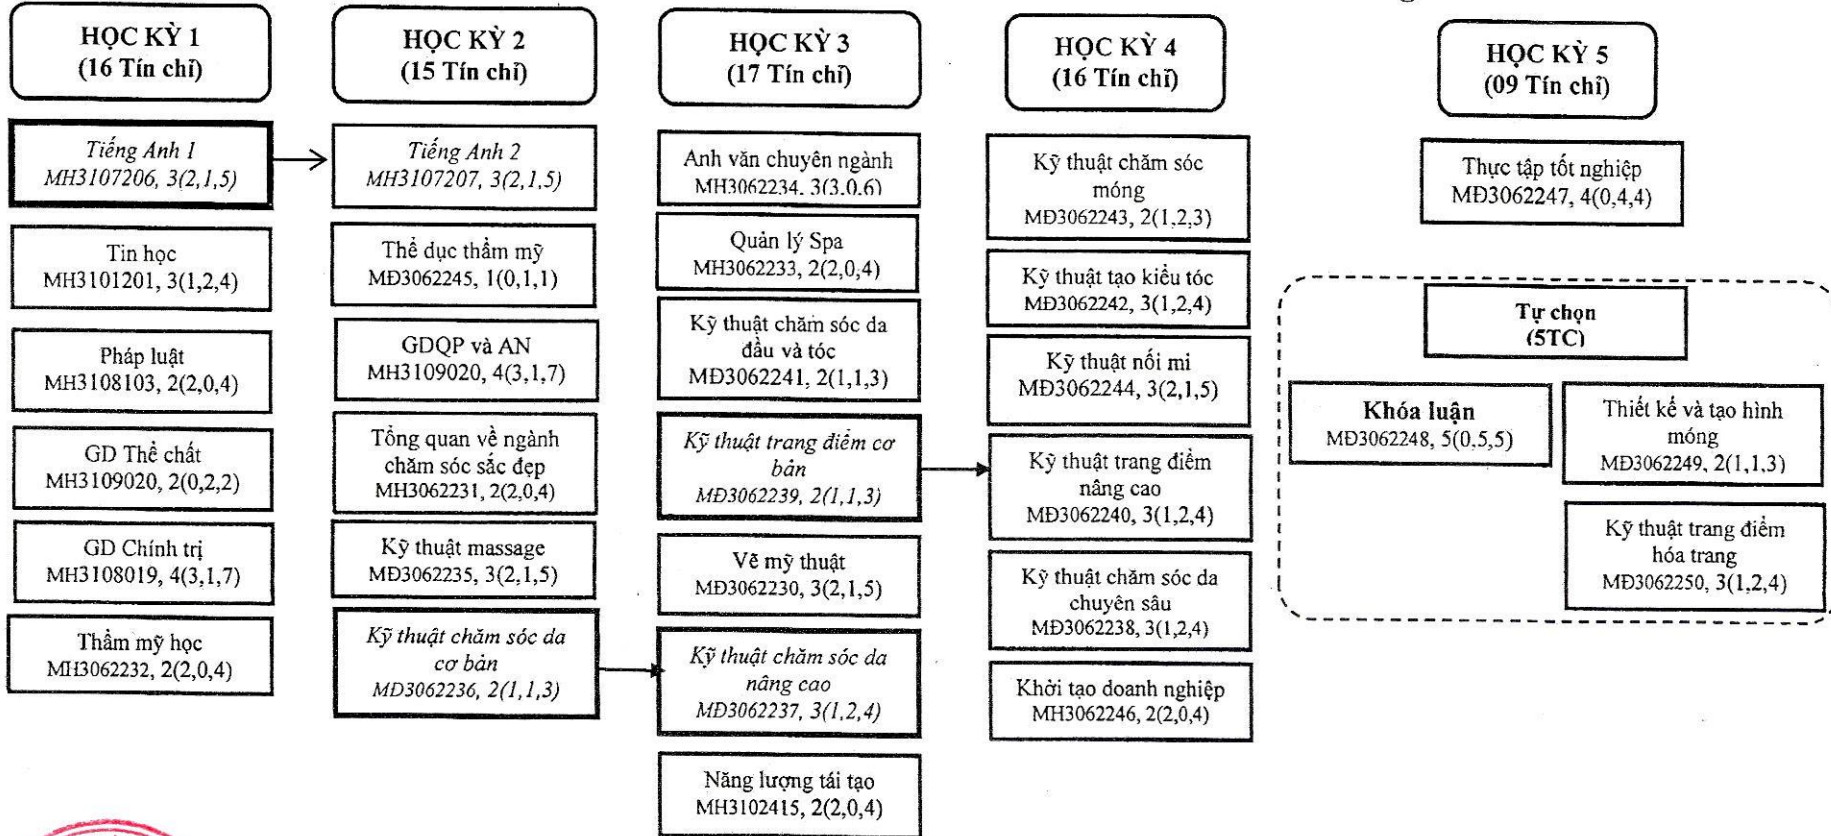 HỌC KỲ 1
(16 Tín chỉ)
Tiếng Anh 1
MH3107206, 3(2,1,5)
Tin học
MH3101201, 3(1,2,4)
Pháp luật
MH3108103, 2(2,0,4)
GD Thể chất
MH3109020, 2(0,2,2)
GD Chính trị
MH3108019, 4(3,1,7)
Thẩm mỹ học
MH3062232, 2(2,0,4)
HỌC KỲ 2
(15 Tín chỉ)
Tiếng Anh 2
MH3107207, 3(2,1,5)
Thể dục thẩm mỹ
MĐ3062245, 1(0,1,1)
GDQP và AN
MH3109020, 4(3,1,7)
Tổng quan về ngành
chăm sóc sắc đẹp
MH3062231, 2(2,0,4)
Kỹ thuật massage
MĐ3062235, 3(2,1,5)
Kỹ thuật chăm sóc da
cơ bản
MĐ3062236, 2(1,1,3)
HỌC KỲ 3
(17 Tín chỉ)
Anh văn chuyên ngành
MH3062234, 3(3,0,6)
Quản lý Spa
MH3062233, 2(2,0,4)
Kỹ thuật chăm sóc da
đầu và tóc
MĐ3062241, 2(1,1,3)
Kỹ thuật trang điểm cơ
bản
MĐ3062239, 2(1,1,3)
Vẽ mỹ thuật
MĐ3062230, 3(2,1,5)
Kỹ thuật chăm sóc da
nâng cao
MĐ3062237, 3(1,2,4)
Năng lượng tái tạo
MH3102415, 2(2,0,4)
HỌC KỲ 4
(16 Tín chỉ)
Kỹ thuật chăm sóc
móng
MĐ3062243, 2(1,2,3)
Kỹ thuật tạo kiểu tóc
MĐ3062242, 3(1,2,4)
Kỹ thuật nối mi
MĐ3062244, 3(2,1,5)
Kỹ thuật trang điểm
nâng cao
MĐ3062240, 3(1,2,4)
Kỹ thuật chăm sóc da
chuyên sâu
MĐ3062238, 3(1,2,4)
Khởi tạo doanh nghiệp
MH3062246, 2(2,0,4)
HỌC KỲ 5
(09 Tín chỉ)
Thực tập tốt nghiệp
MĐ3062247, 4(0,4,4)
Tự chọn
(5TC)
Khóa luận
MĐ3062248, 5(0,5,5)
Thiết kế và tạo hình
móng
MĐ3062249, 2(1,1,3)
Kỹ thuật trang điểm
hóa trang
MĐ3062250, 3(1,2,4)